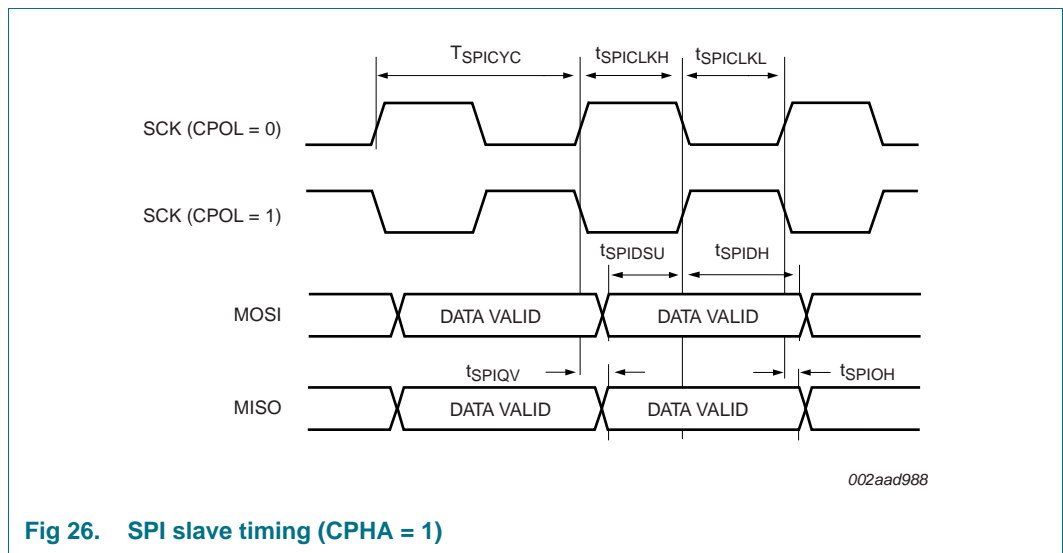 TSPICYC tSPICLKH tSPICLKL
SCK (CPOL = 0)
SCK (CPOL = 1)
tSPIDSU tSPIDH
MOSI DATA VALID DATA VALID
tSPIQV tSPIOH
MISO DATA VALID DATA VALID
002aad988
Fig 26. SPI slave timing (CPHA = 1)